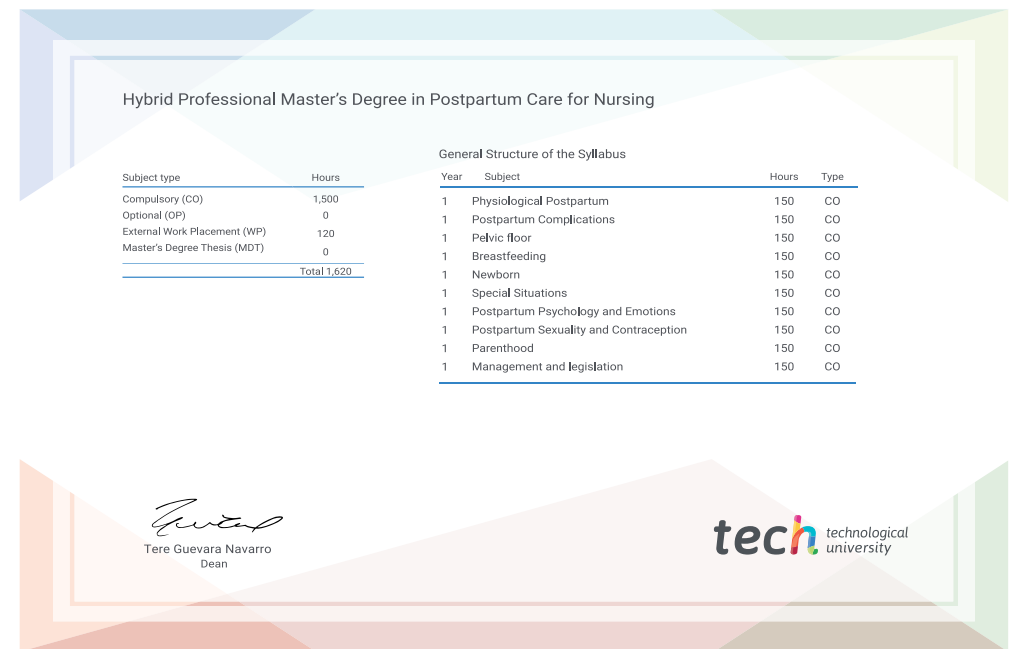 Hybrid Professional Master's Degree in Postpartum Care for Nursing
Subject type Hours
Compulsory (CO) 1,500
Optional (OP) 0
External Work Placement (WP) 120
Master's Degree Thesis (MDT) 0
Total 1,620
General Structure of the Syllabus
Year Subject Hours Type
1 Physiological Postpartum 150 CO
1 Postpartum Complications 150 CO
1 Pelvic floor 150 CO
1 Breastfeeding 150 CO
1 Newborn 150 CO
1 Special Situations 150 CO
1 Postpartum Psychology and Emotions 150 CO
1 Postpartum Sexuality and Contraception 150 CO
1 Parenthood 150 CO
1 Management and legislation 150 CO
Tere Guevara Navarro
Dean
tech technological
university